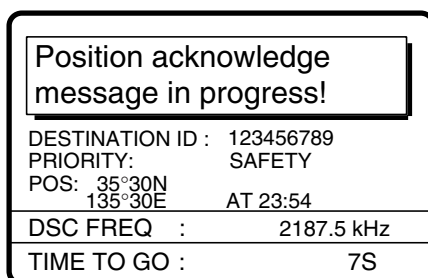 Position acknowledge
message in progress!
DESTINATION ID : 123456789
PRIORITY: SAFETY
POS: 35°30N
135°30E AT 23:54
DSC FREQ : 2187.5 kHz
TIME TO GO : 7S